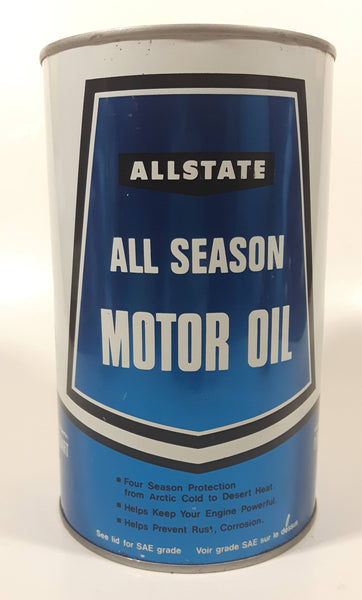 ALLSTATE
ALL SEASON
MOTOR OIL
• Four Season Protection
from Arctic Cold to Desert Heat.
• Helps Keep Your Engine Powerful.
• Helps Prevent Rust, Corrosion.
See lid for SAE grade Voir grade SAE sur le dessus